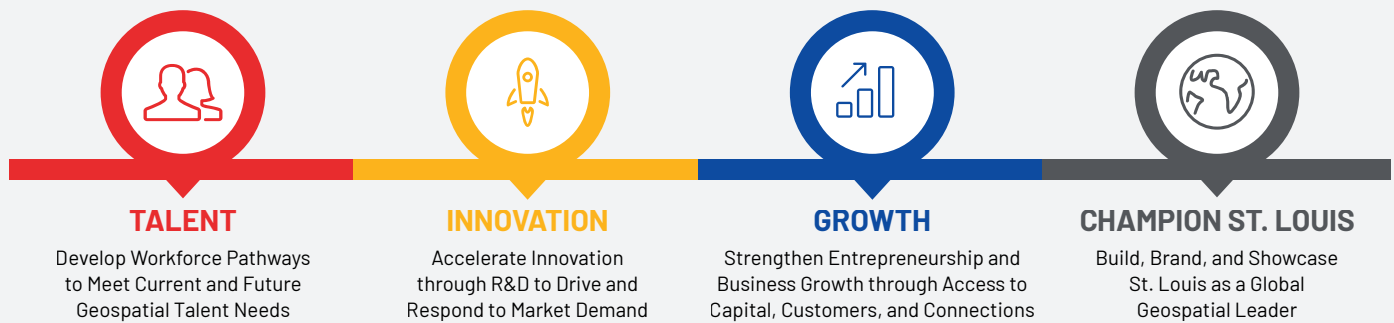 TALENT
Develop Workforce Pathways
to Meet Current and Future
Geospatial Talent Needs
INNOVATION
Accelerate Innovation
through R&D to Drive and
Respond to Market Demand
GROWTH
Strengthen Entrepreneurship and
Business Growth through Access to
Capital, Customers, and Connections
CHAMPION ST. LOUIS
Build, Brand, and Showcase
St. Louis as a Global
Geospatial Leader